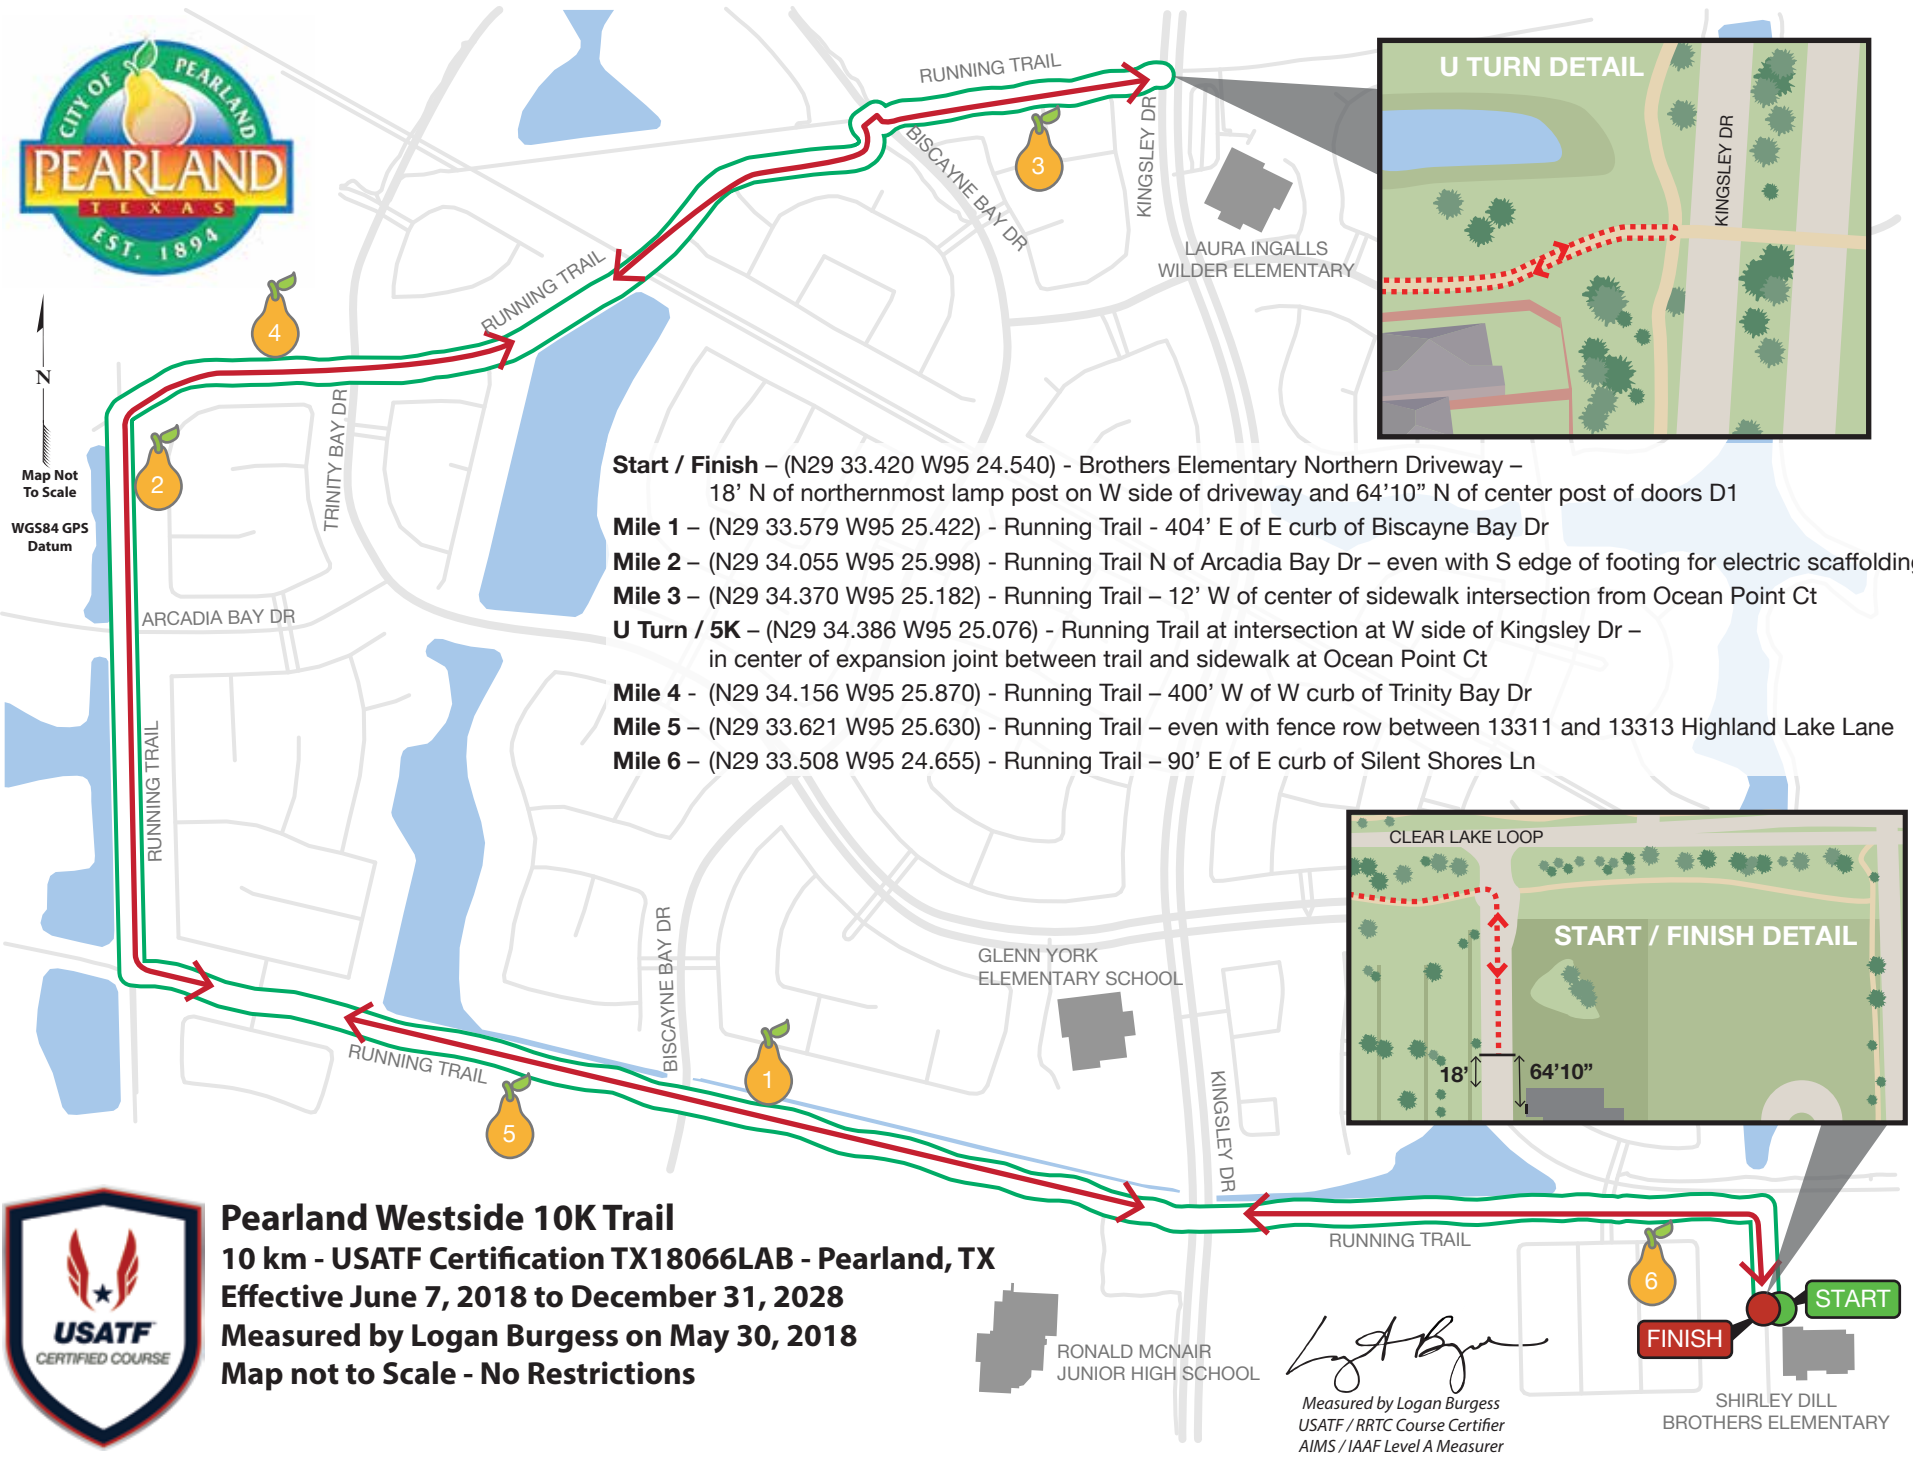 CITY OF PEARLAND
PEARLAND
TEXAS
EST. 1894
N
Map Not
To Scale
WGS84 GPS
Datum
RUNNING TRAIL
BISCAYNE BAY DR
KINGSLEY DR
3
LAURA INGALLS
WILDER ELEMENTARY
U TURN DETAIL
KINGSLEY DR
RUNNING TRAIL
4
2
TRINITY BAY DR
ARCADIA BAY DR
RUNNING TRAIL
Start / Finish – (N29 33.420 W95 24.540) - Brothers Elementary Northern Driveway –
18’ N of northernmost lamp post on W side of driveway and 64’10” N of center post of doors D1
Mile 1 – (N29 33.579 W95 25.422) - Running Trail - 404’ E of E curb of Biscayne Bay Dr
Mile 2 – (N29 34.055 W95 25.998) - Running Trail N of Arcadia Bay Dr – even with S edge of footing for electric scaffolding
Mile 3 – (N29 34.370 W95 25.182) - Running Trail – 12’ W of center of sidewalk intersection from Ocean Point Ct
U Turn / 5K – (N29 34.386 W95 25.076) - Running Trail at intersection at W side of Kingsley Dr –
in center of expansion joint between trail and sidewalk at Ocean Point Ct
Mile 4 - (N29 34.156 W95 25.870) - Running Trail – 400’ W of W curb of Trinity Bay Dr
Mile 5 – (N29 33.621 W95 25.630) - Running Trail – even with fence row between 13311 and 13313 Highland Lake Lane
Mile 6 – (N29 33.508 W95 24.655) - Running Trail – 90’ E of E curb of Silent Shores Ln
CLEAR LAKE LOOP
START / FINISH DETAIL
18’
64’10”
BISCAYNE BAY DR
GLENN YORK
ELEMENTARY SCHOOL
RUNNING TRAIL
1
5
KINGSLEY DR
RUNNING TRAIL
6
START
FINISH
SHIRLEY DILL
BROTHERS ELEMENTARY
RONALD MCNAIR
JUNIOR HIGH SCHOOL
Measured by Logan Burgess
USATF / RRTC Course Certifier
AIMS / IAAF Level A Measurer
USATF
CERTIFIED COURSE
Pearland Westside 10K Trail
10 km - USATF Certification TX18066LAB - Pearland, TX
Effective June 7, 2018 to December 31, 2028
Measured by Logan Burgess on May 30, 2018
Map not to Scale - No Restrictions